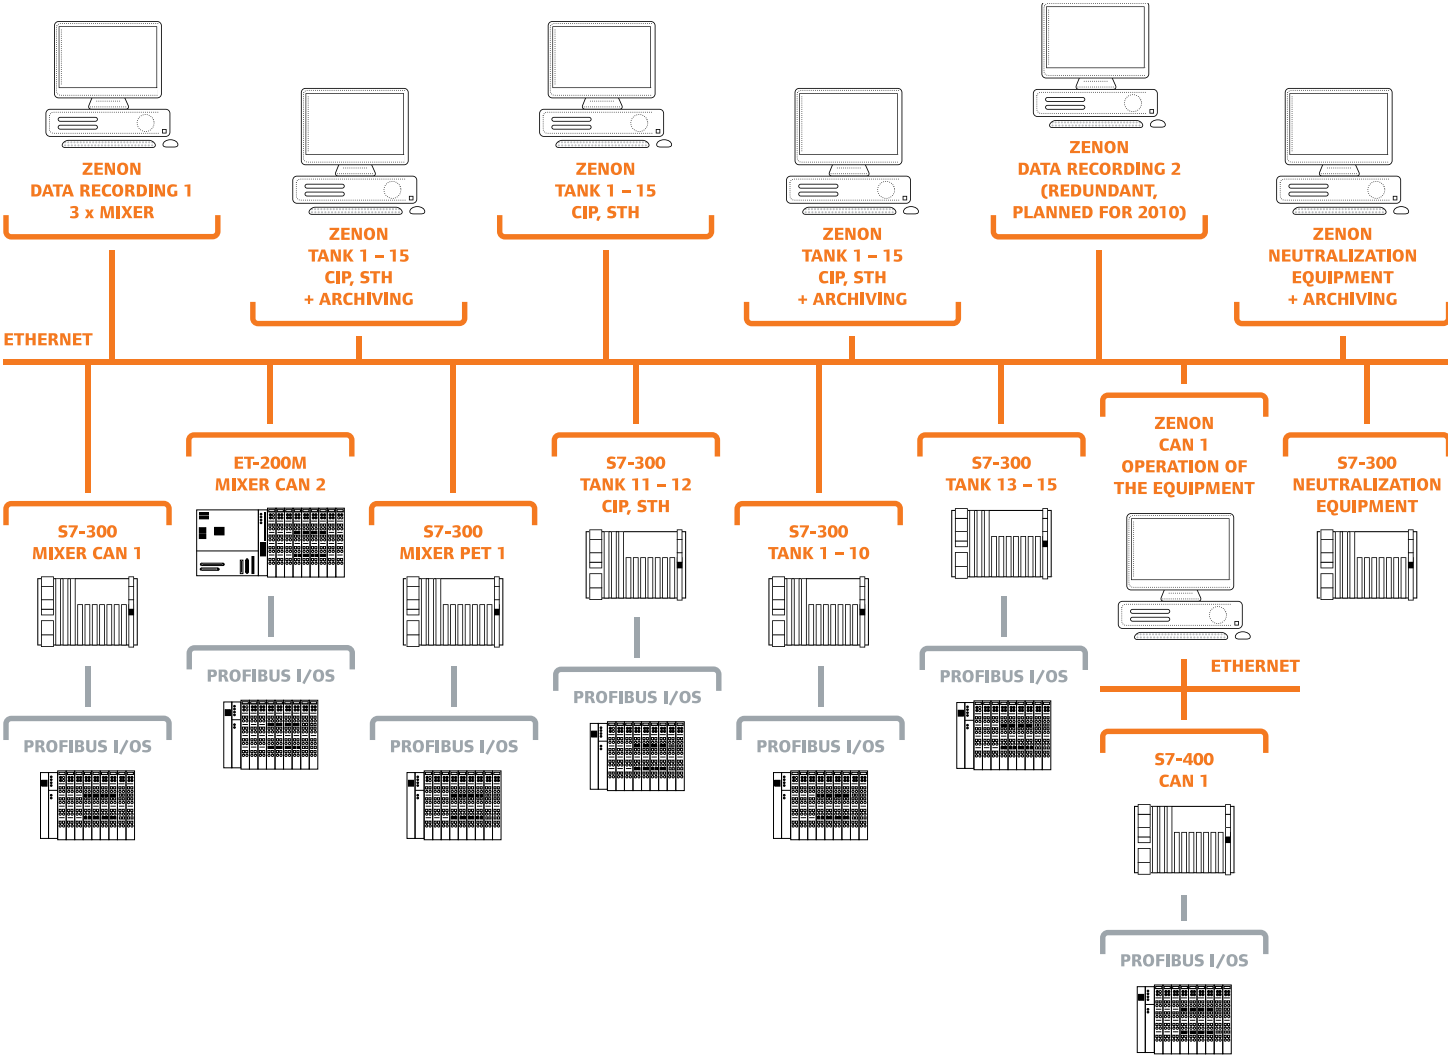 ZENON
DATA RECORDING 1
3 x MIXER
ZENON
TANK 1 – 15
CIP, STH
+ ARCHIVING
ZENON
TANK 1 – 15
CIP, STH
ZENON
TANK 1 – 15
CIP, STH
+ ARCHIVING
ZENON
DATA RECORDING 2
(REDUNDANT,
PLANNED FOR 2010)
ZENON
NEUTRALIZATION
EQUIPMENT
+ ARCHIVING
ETHERNET
S7-300
MIXER CAN 1
PROFIBUS I/OS
ET-200M
MIXER CAN 2
PROFIBUS I/OS
S7-300
MIXER PET 1
PROFIBUS I/OS
S7-300
TANK 11 – 12
CIP, STH
PROFIBUS I/OS
S7-300
TANK 1 – 10
PROFIBUS I/OS
S7-300
TANK 13 – 15
PROFIBUS I/OS
ZENON
CAN 1
OPERATION OF
THE EQUIPMENT
ETHERNET
S7-400
CAN 1
PROFIBUS I/OS
S7-300
NEUTRALIZATION
EQUIPMENT